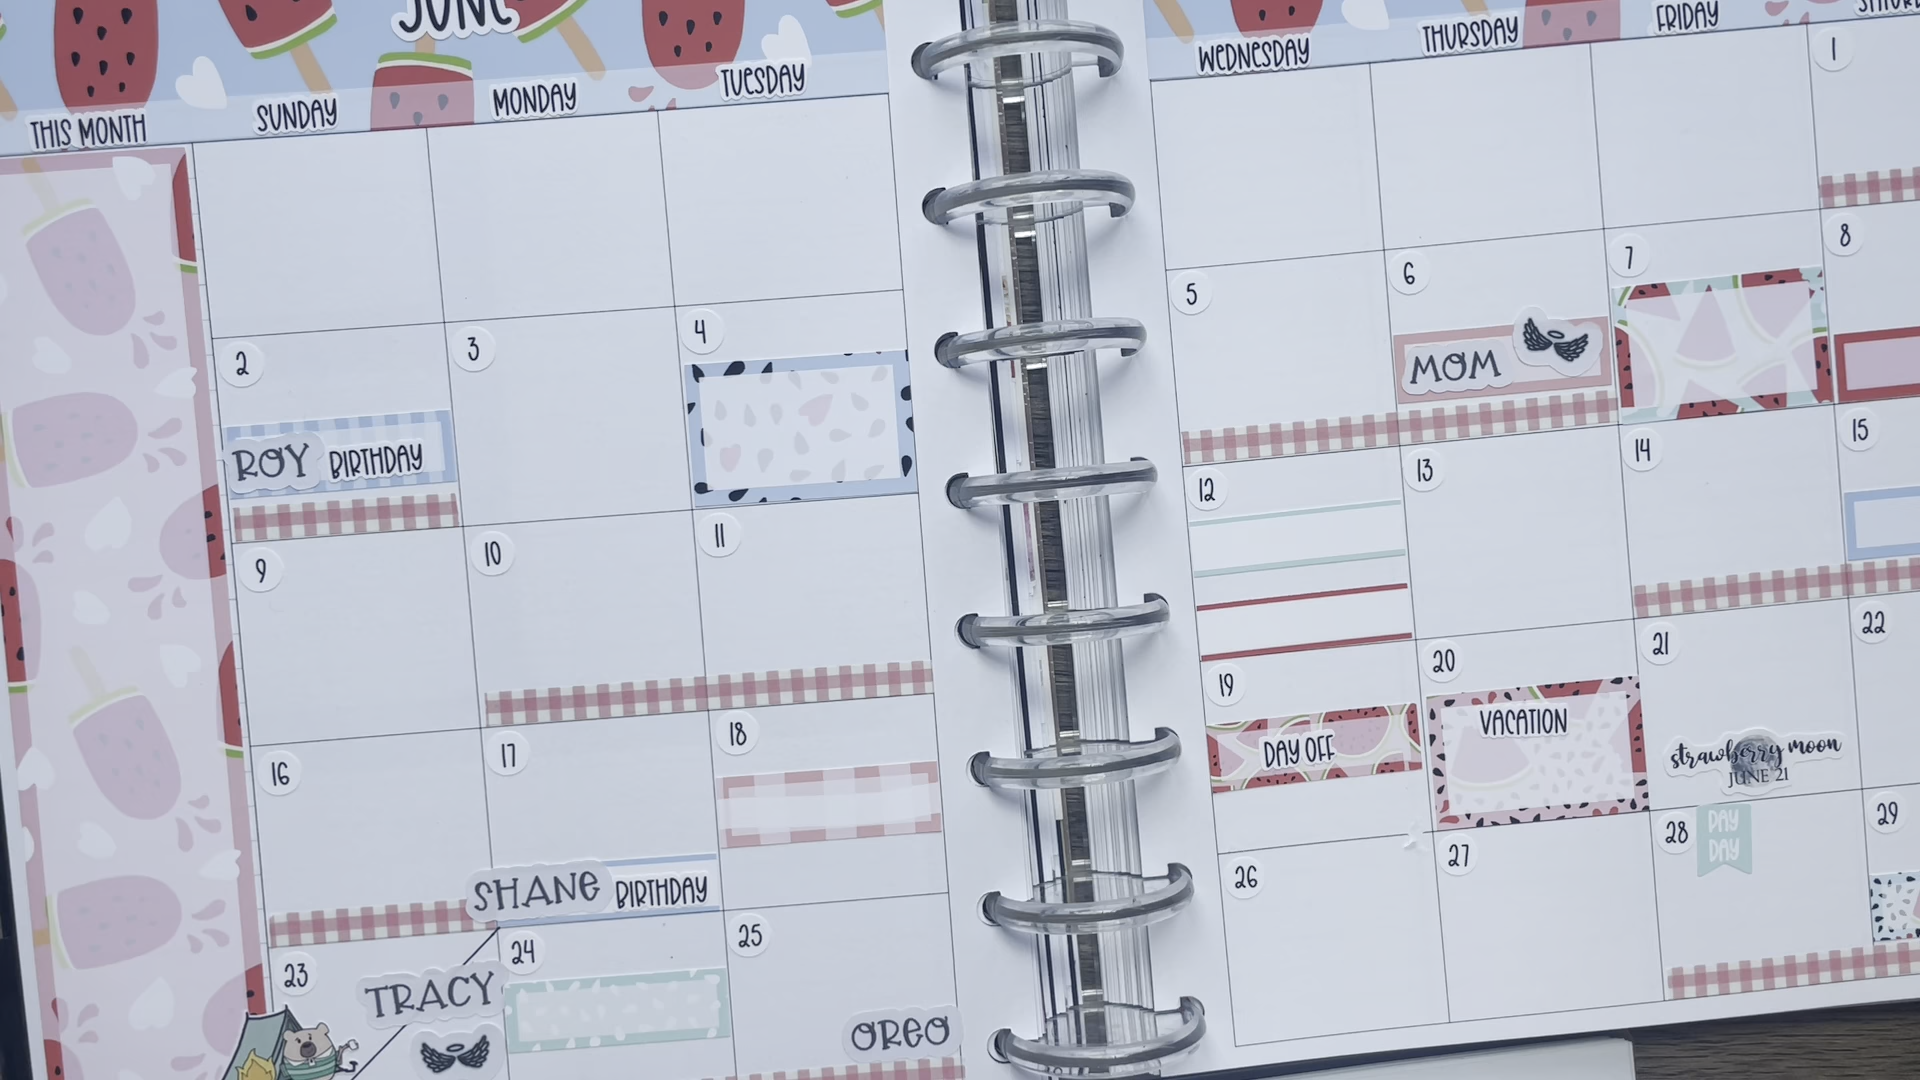 JUNE
THIS MONTH
SUNDAY
MONDAY
TUESDAY
WEDNESDAY
THURSDAY
FRIDAY
1
2
ROY BIRTHDAY
3
4
5
6
MOM
7
8
9
10
11
12
13
14
15
16
17
SHANE BIRTHDAY
18
19
DAY OFF
20
VACATION
21
strawberry moon
JUNE 21
22
23
TRACY
24
25
OREO
26
27
28
PAY
DAY
29